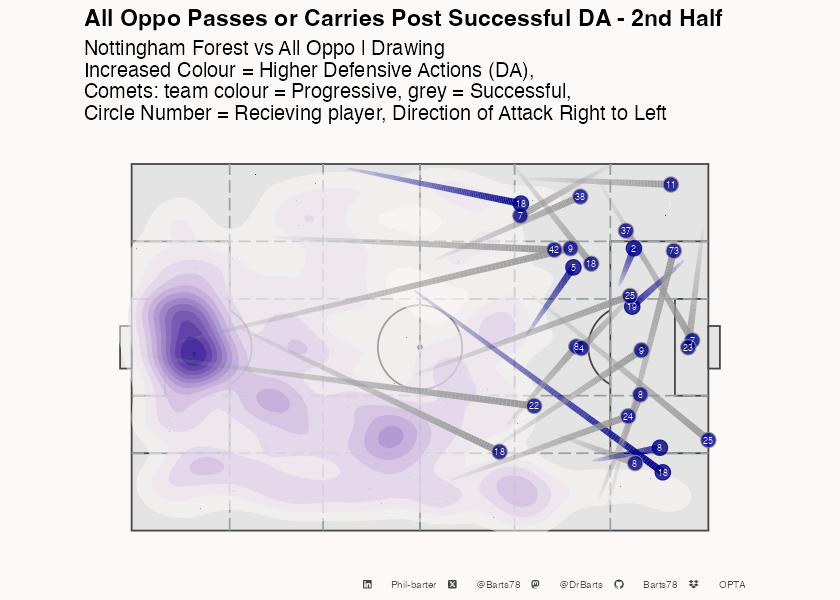 All Oppo Passes or Carries Post Successful DA - 2nd Half
Nottingham Forest vs All Oppo | Drawing
Increased Colour = Higher Defensive Actions (DA),
Comets: team colour = Progressive, grey = Successful,
Circle Number = Recieving player, Direction of Attack Right to Left
11
38
18
7
37
42 9 2 73
5 18
25
19
7
8 4 9 23
8
22
24
25
18 8
8
18
Phil-barter @Barts78 @DrBarts Barts78 OPTA